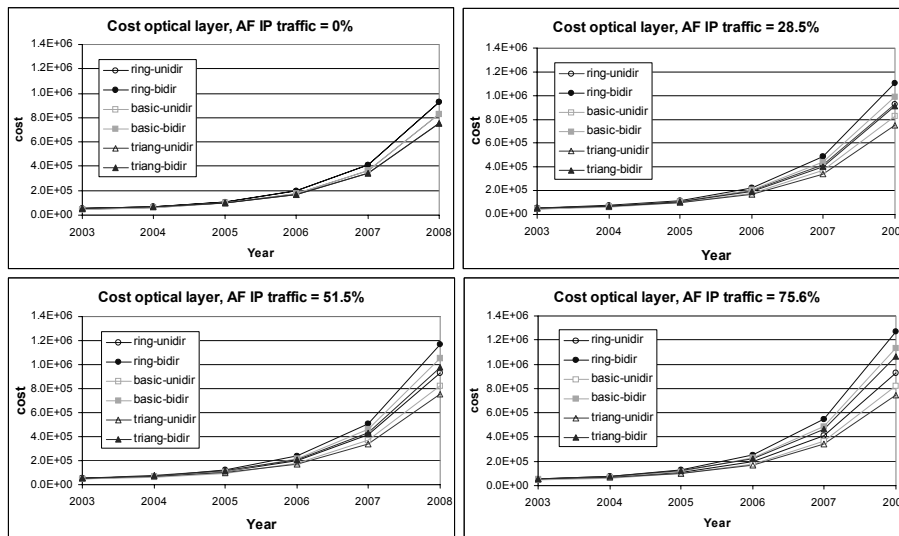 Cost optical layer, AF IP traffic = 0%
1.4E+06
1.2E+06
1.0E+06
8.0E+05
6.0E+05
4.0E+05
2.0E+05
0.0E+00
cost
ring-unidir
ring-bidir
basic-unidir
basic-bidir
triang-unidir
triang-bidir
2003 2004 2005 2006 2007 2008
Year
Cost optical layer, AF IP traffic = 28.5%
1.4E+06
1.2E+06
1.0E+06
8.0E+05
6.0E+05
4.0E+05
2.0E+05
0.0E+00
cost
ring-unidir
ring-bidir
basic-unidir
basic-bidir
triang-unidir
triang-bidir
2003 2004 2005 2006 2007 200
Year
Cost optical layer, AF IP traffic = 51.5%
1.4E+06
1.2E+06
1.0E+06
8.0E+05
6.0E+05
4.0E+05
2.0E+05
0.0E+00
cost
ring-unidir
ring-bidir
basic-unidir
basic-bidir
triang-unidir
triang-bidir
2003 2004 2005 2006 2007 2008
Year
Cost optical layer, AF IP traffic = 75.6%
1.4E+06
1.2E+06
1.0E+06
8.0E+05
6.0E+05
4.0E+05
2.0E+05
0.0E+00
cost
ring-unidir
ring-bidir
basic-unidir
basic-bidir
triang-unidir
triang-bidir
2003 2004 2005 2006 2007 200
Year